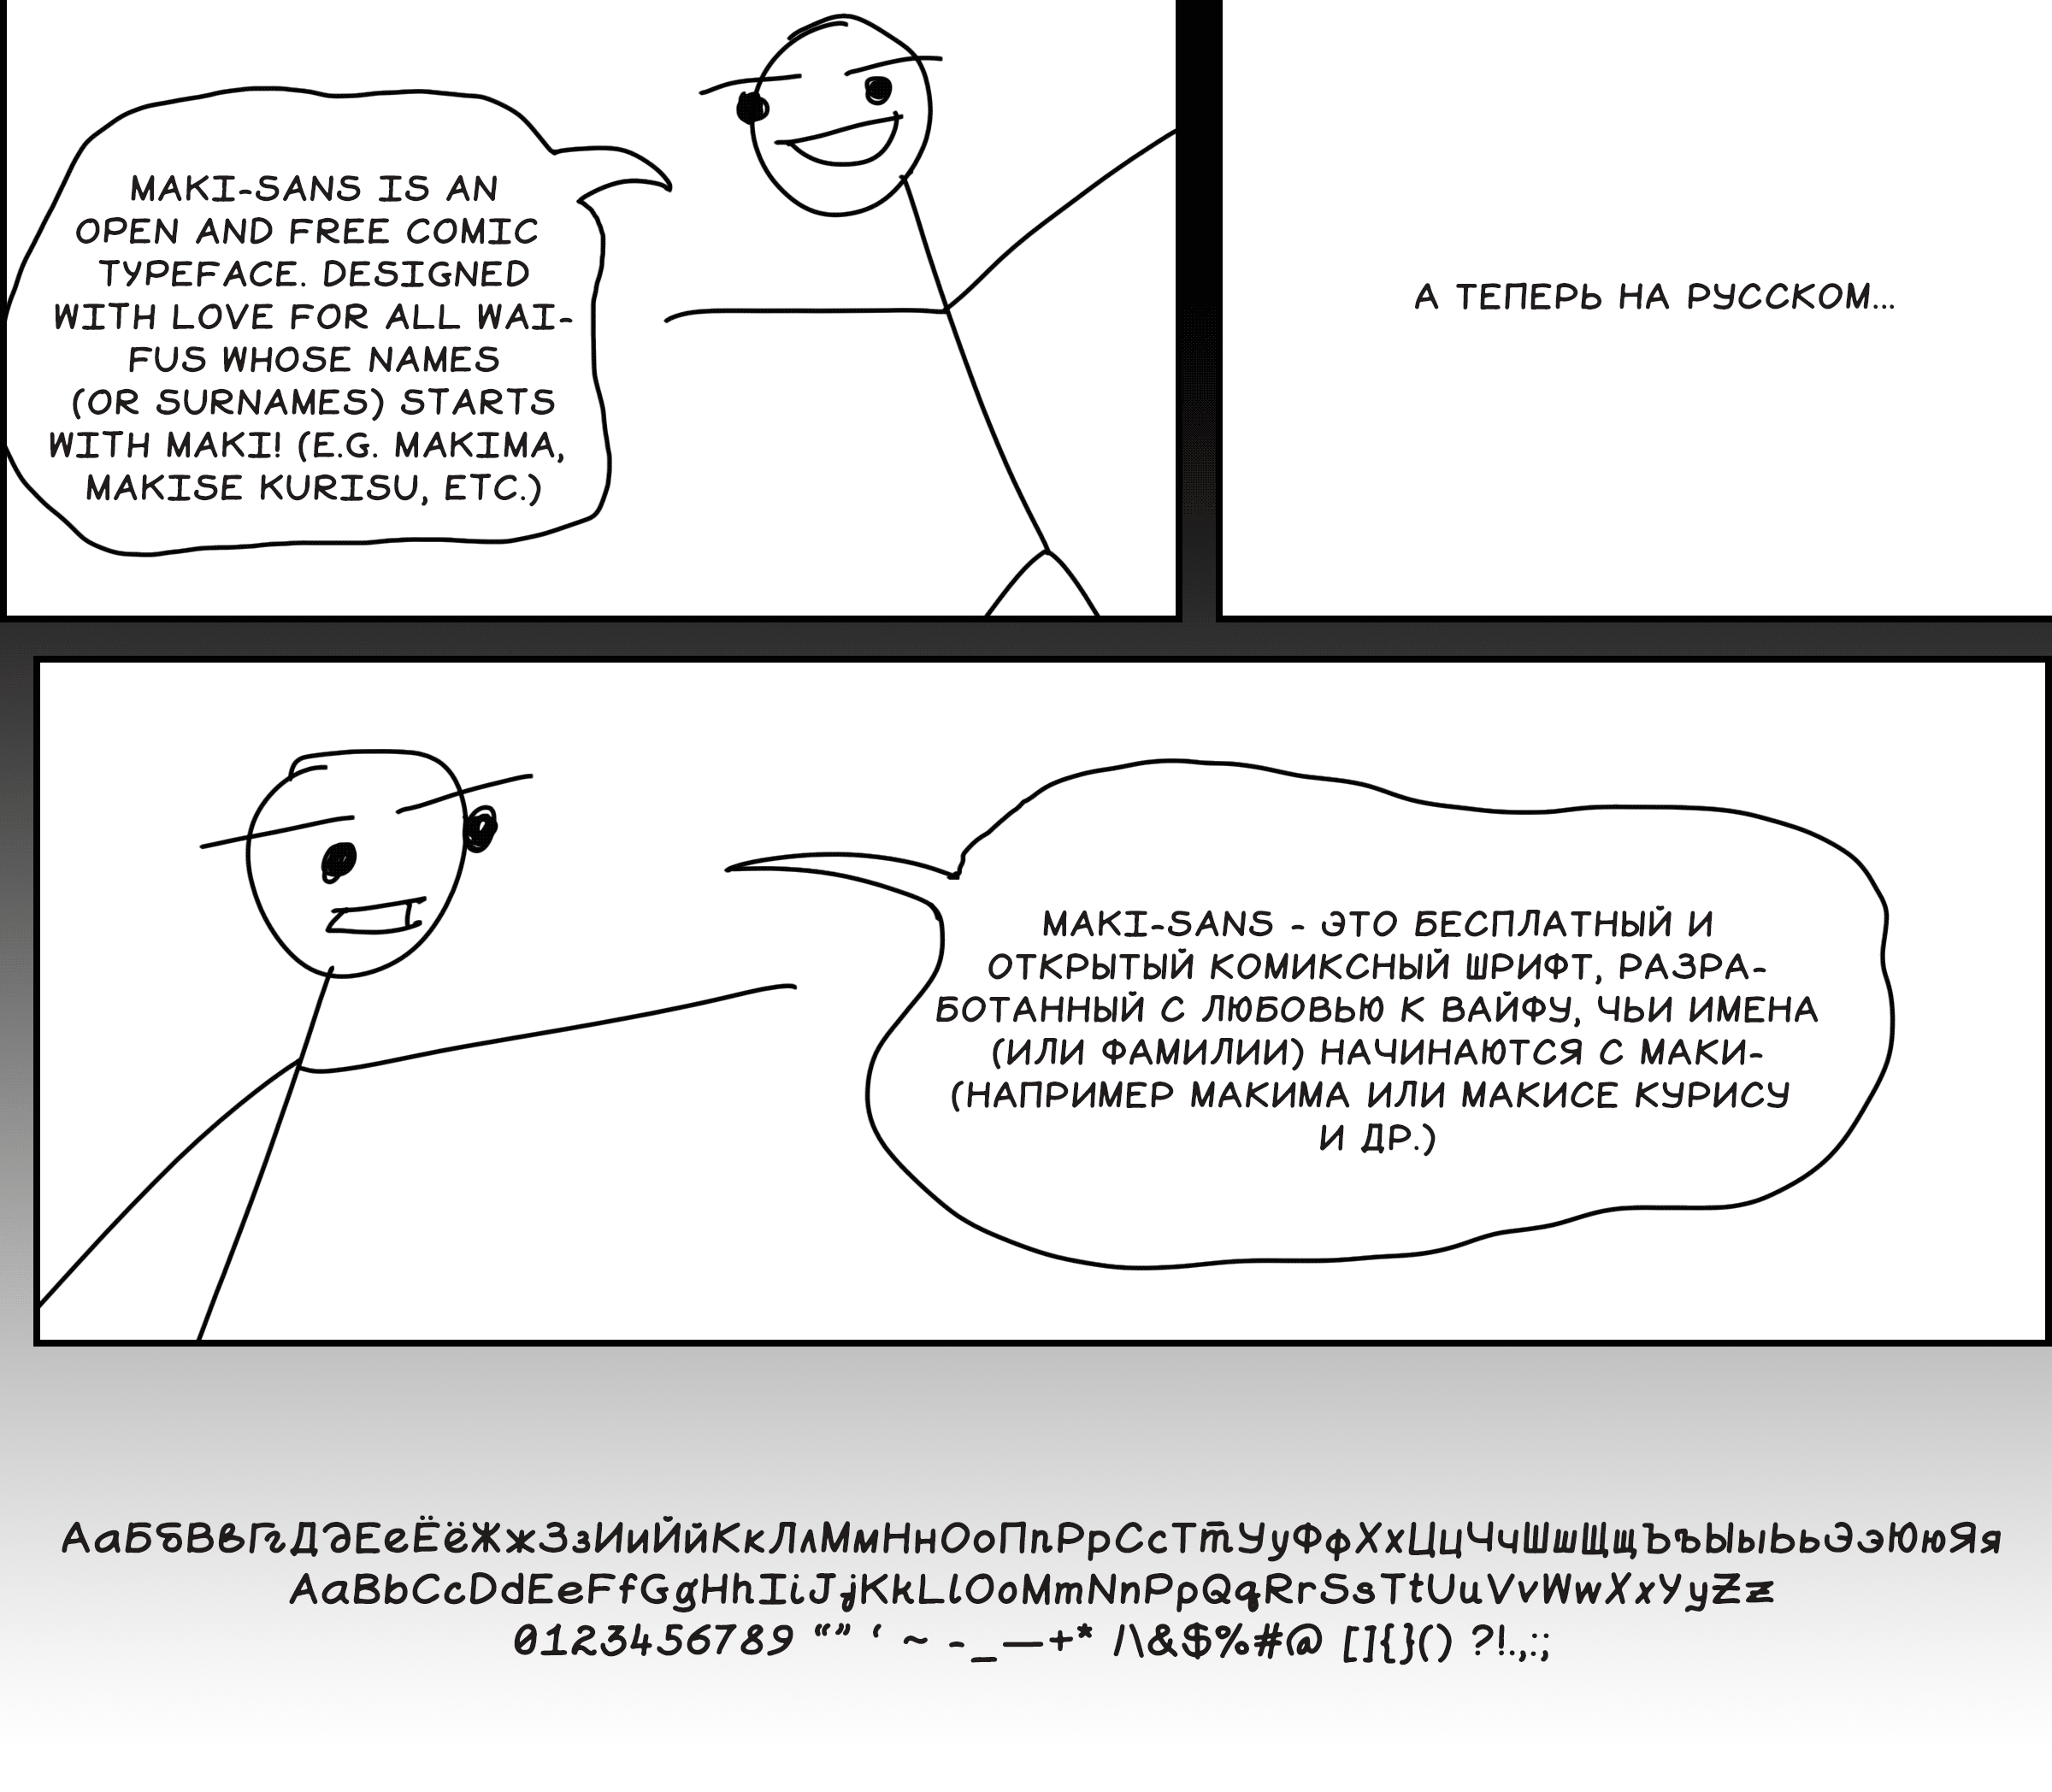 MAKI-SANS IS AN
OPEN AND FREE COMIC
TYPEFACE. DESIGNED
WITH LOVE FOR ALL WAI-
FUS WHOSE NAMES
(OR SURNAMES) STARTS
WITH MAKI! (E.G. MAKIMA,
MAKISE KURISU, ETC.)
А ТЕПЕРЬ НА РУССКОМ...
MAKI-SANS - ЭТО БЕСПЛАТНЫЙ И
ОТКРЫТЫЙ КОМИКСНЫЙ ШРИФТ, РАЗРА-
БОТАННЫЙ С ЛЮБОВЬЮ К ВАЙФУ, ЧЬИ ИМЕНА
(ИЛИ ФАМИЛИИ) НАЧИНАЮТСЯ С МАКИ-
(НАПРИМЕР МАКИМА ИЛИ МАКИСЕ КУРИСУ
И ДР.)
АаБбВвГгДдЕеЁёЖжЗзИиЙйКкЛлМмНнОоПпРрСсТтУуФфХхЦцЧчШшЩщЪъЫыЬьЭэЮюЯя
AaBbCcDdEeFfGgHhIiJjKkLlOoMmNnPpQqRrSsTtUuVvWwXxYyZz
0123456789 “” ‘ ~ -_—+* /\&$%#@ []{}() ?!.,:;